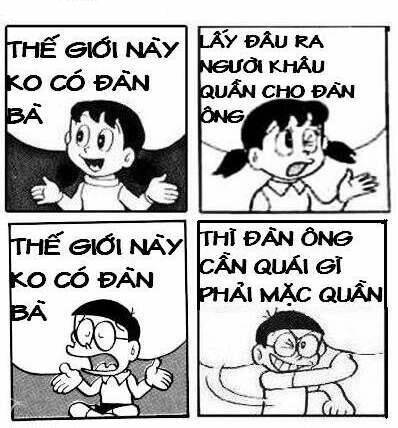 THẾ GIỚI NÀY
KO CÓ ĐÀN
BÀ
LẤY ĐÂU RA
NGƯỜI KHÂU
QUẦN CHO ĐÀN
ÔNG
THẾ GIỚI NÀY
KO CÓ ĐÀN
BÀ
THÌ ĐÀN ÔNG
CẦN QUÁI GÌ
PHẢI MẶC QUẦN